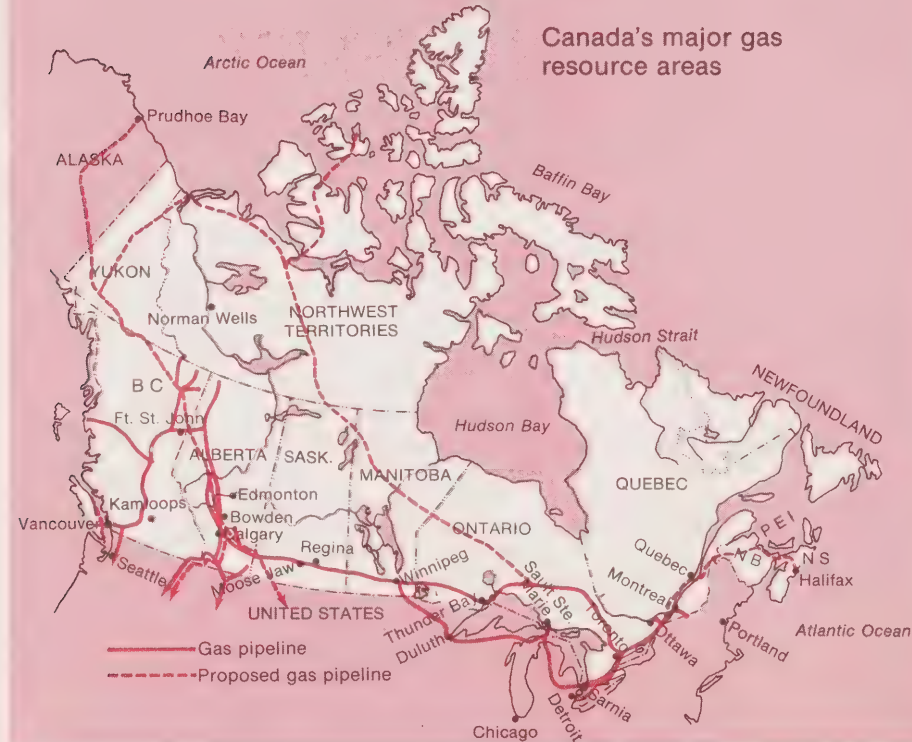 Canada's major gas
resource areas
Arctic Ocean
Prudhoe Bay
ALASKA
Baffin Bay
YUKON
Norman Wells
NORTHWEST
TERRITORIES
Hudson Strait
NEWFOUNDLAND
B C
Ft. St. John
Hudson Bay
ALBERTA
SASK.
MANITOBA
QUEBEC
Edmonton
Kamloops
Bowden
Vancouver
Calgary
ONTARIO
PEI
Quebec
N B
N S
Seattle
Moose Jaw
Regina
Winnipeg
Montreal
Halifax
UNITED STATES
Thunder Bay
Sault Ste.
Marie
Toronto
Ottawa
Portland
Atlantic Ocean
Duluth
Gas pipeline
Proposed gas pipeline
Sarnia
Detroit
Chicago